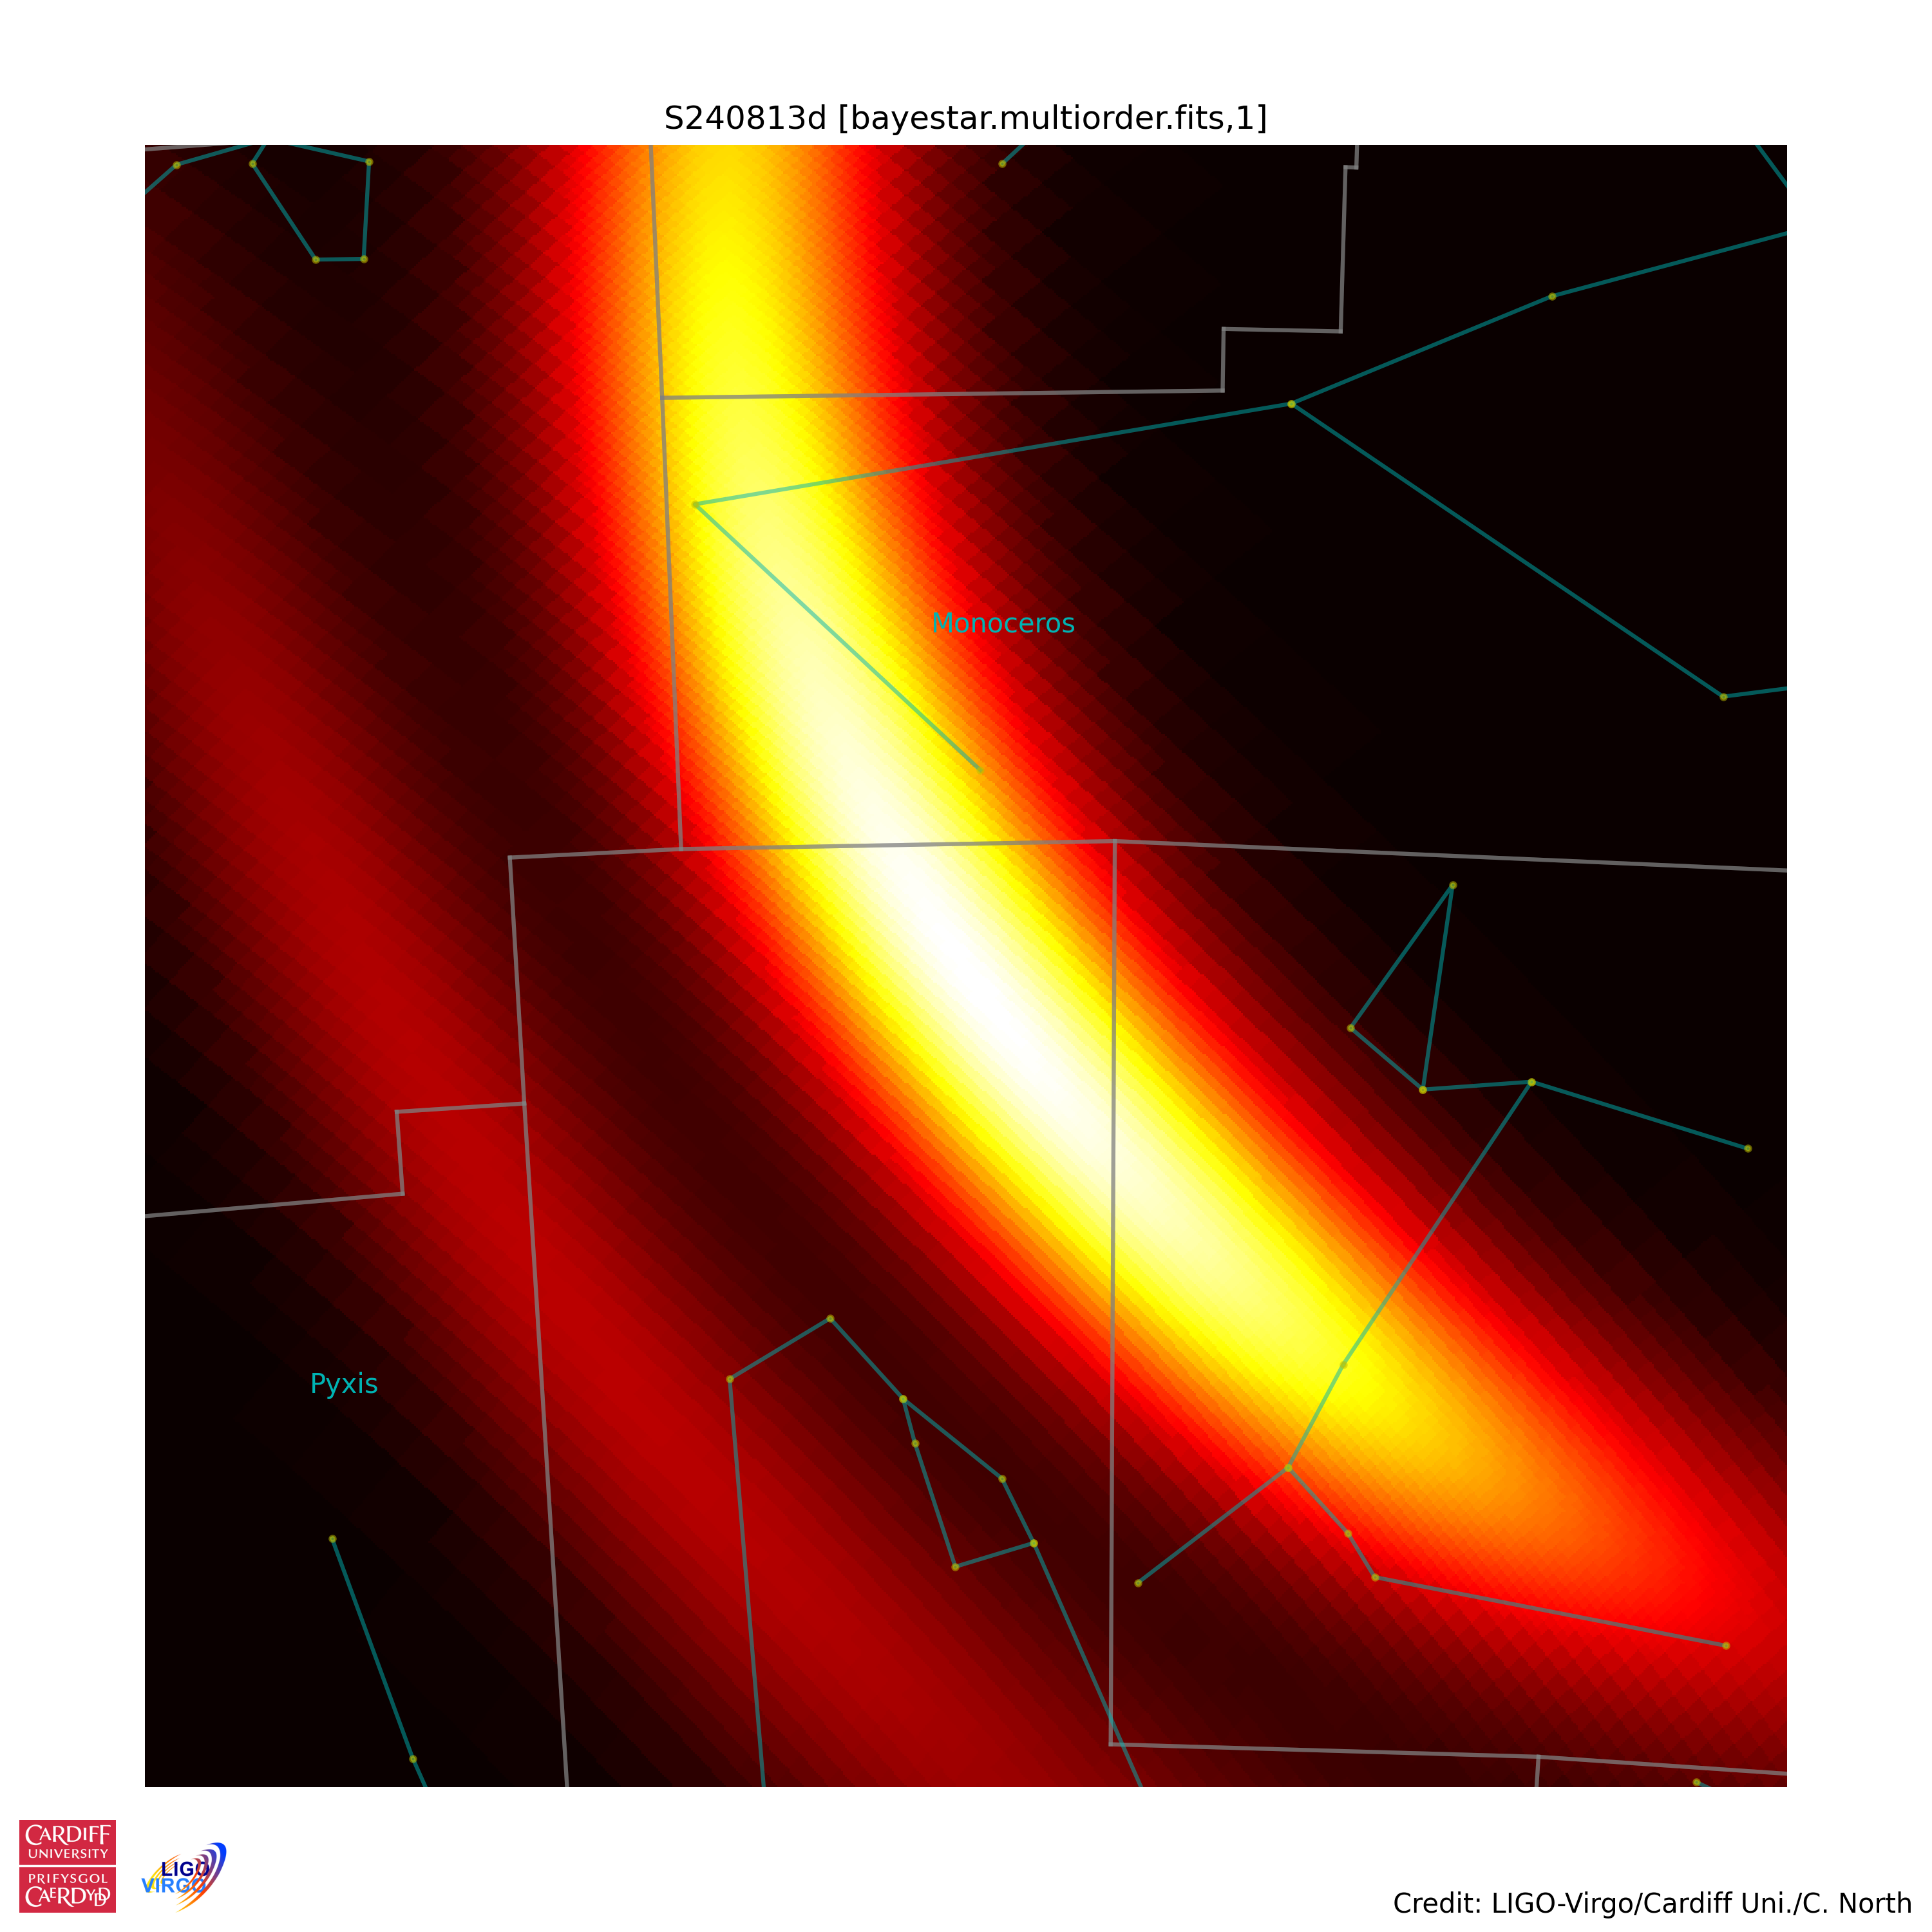 S240813d [bayestar.multiorder.fits,1]
Monoceros
Pyxis
CARDIFF
UNIVERSITY
PRIFYSGOL
CAERDYDD
LIGO
VIRGO
Credit: LIGO-Virgo/Cardiff Uni./C. North